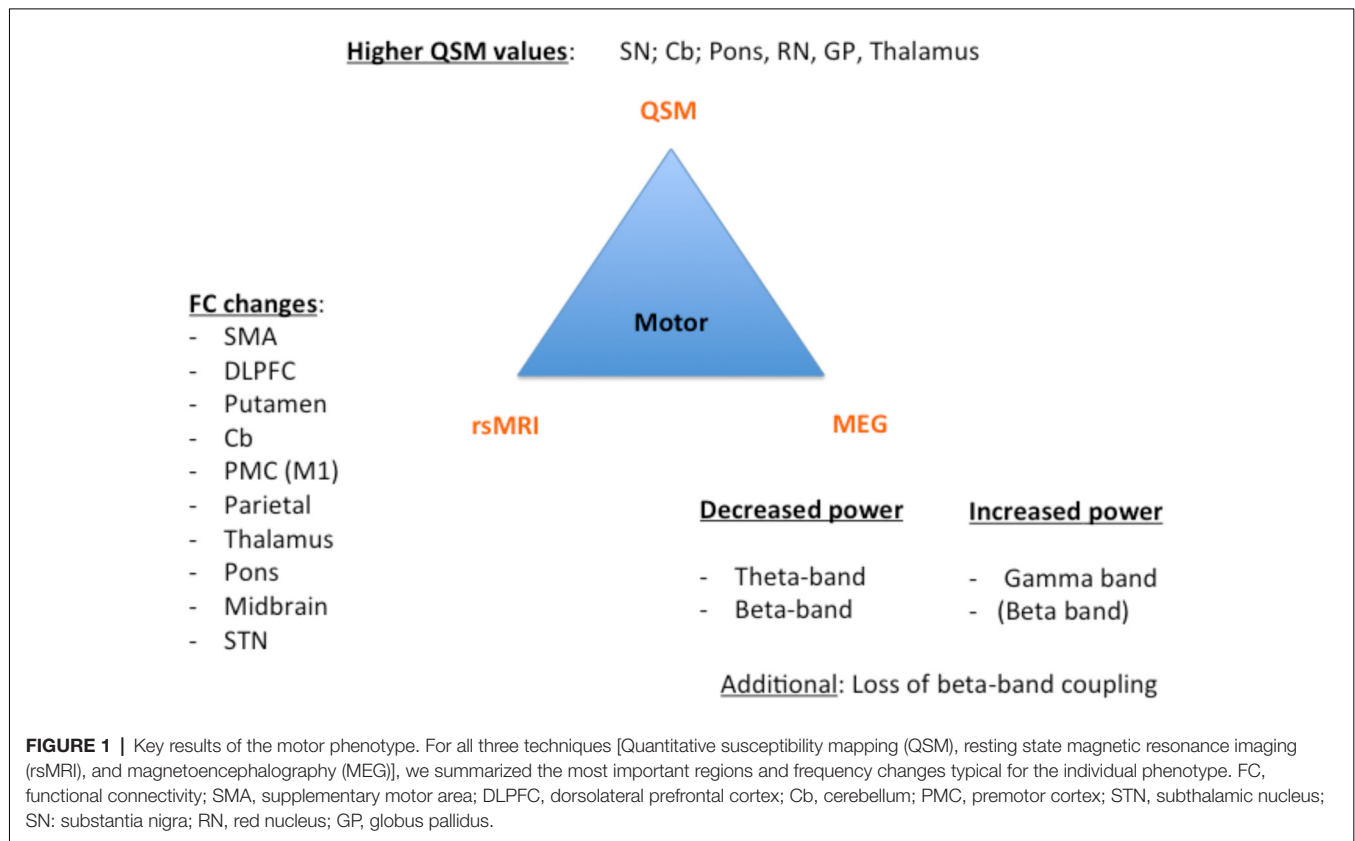 Higher QSM values: SN; Cb; Pons, RN, GP, Thalamus
QSM
Motor
FC changes:
- SMA
- DLPFC
- Putamen
- Cb
- PMC (M1)
- Parietal
- Thalamus
- Pons
- Midbrain
- STN
rsMRI
MEG
Decreased power
- Theta-band
- Beta-band
Increased power
- Gamma band
- (Beta band)
Additional: Loss of beta-band coupling
FIGURE 1 | Key results of the motor phenotype. For all three techniques [Quantitative susceptibility mapping (QSM), resting state magnetic resonance imaging
(rsMRI), and magnetoencephalography (MEG)], we summarized the most important regions and frequency changes typical for the individual phenotype. FC,
functional connectivity; SMA, supplementary motor area; DLPFC, dorsolateral prefrontal cortex; Cb, cerebellum; PMC, premotor cortex; STN, subthalamic nucleus;
SN: substantia nigra; RN, red nucleus; GP, globus pallidus.